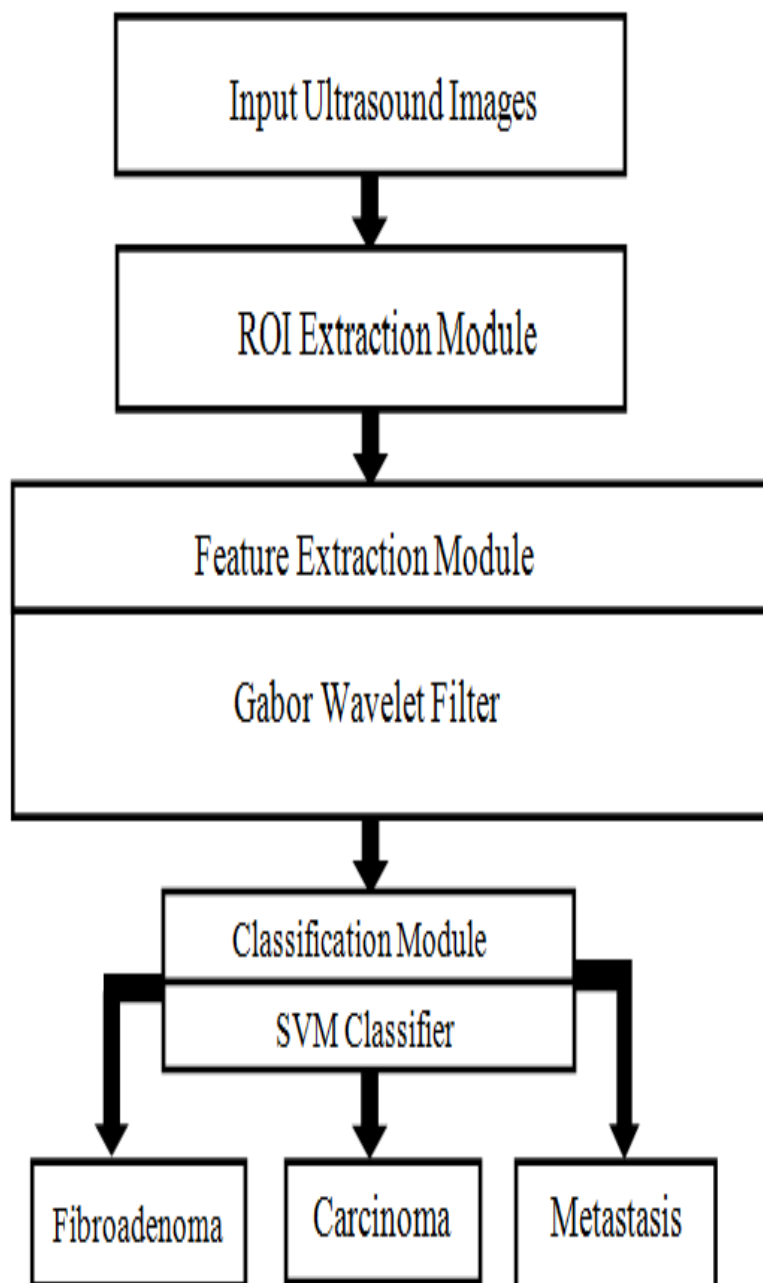 Input Ultrasound Images
ROI Extraction Module
Feature Extraction Module
Gabor Wavelet Filter
Classification Module
SVM Classifier
Fibroadenoma
Carcinoma
Metastasis